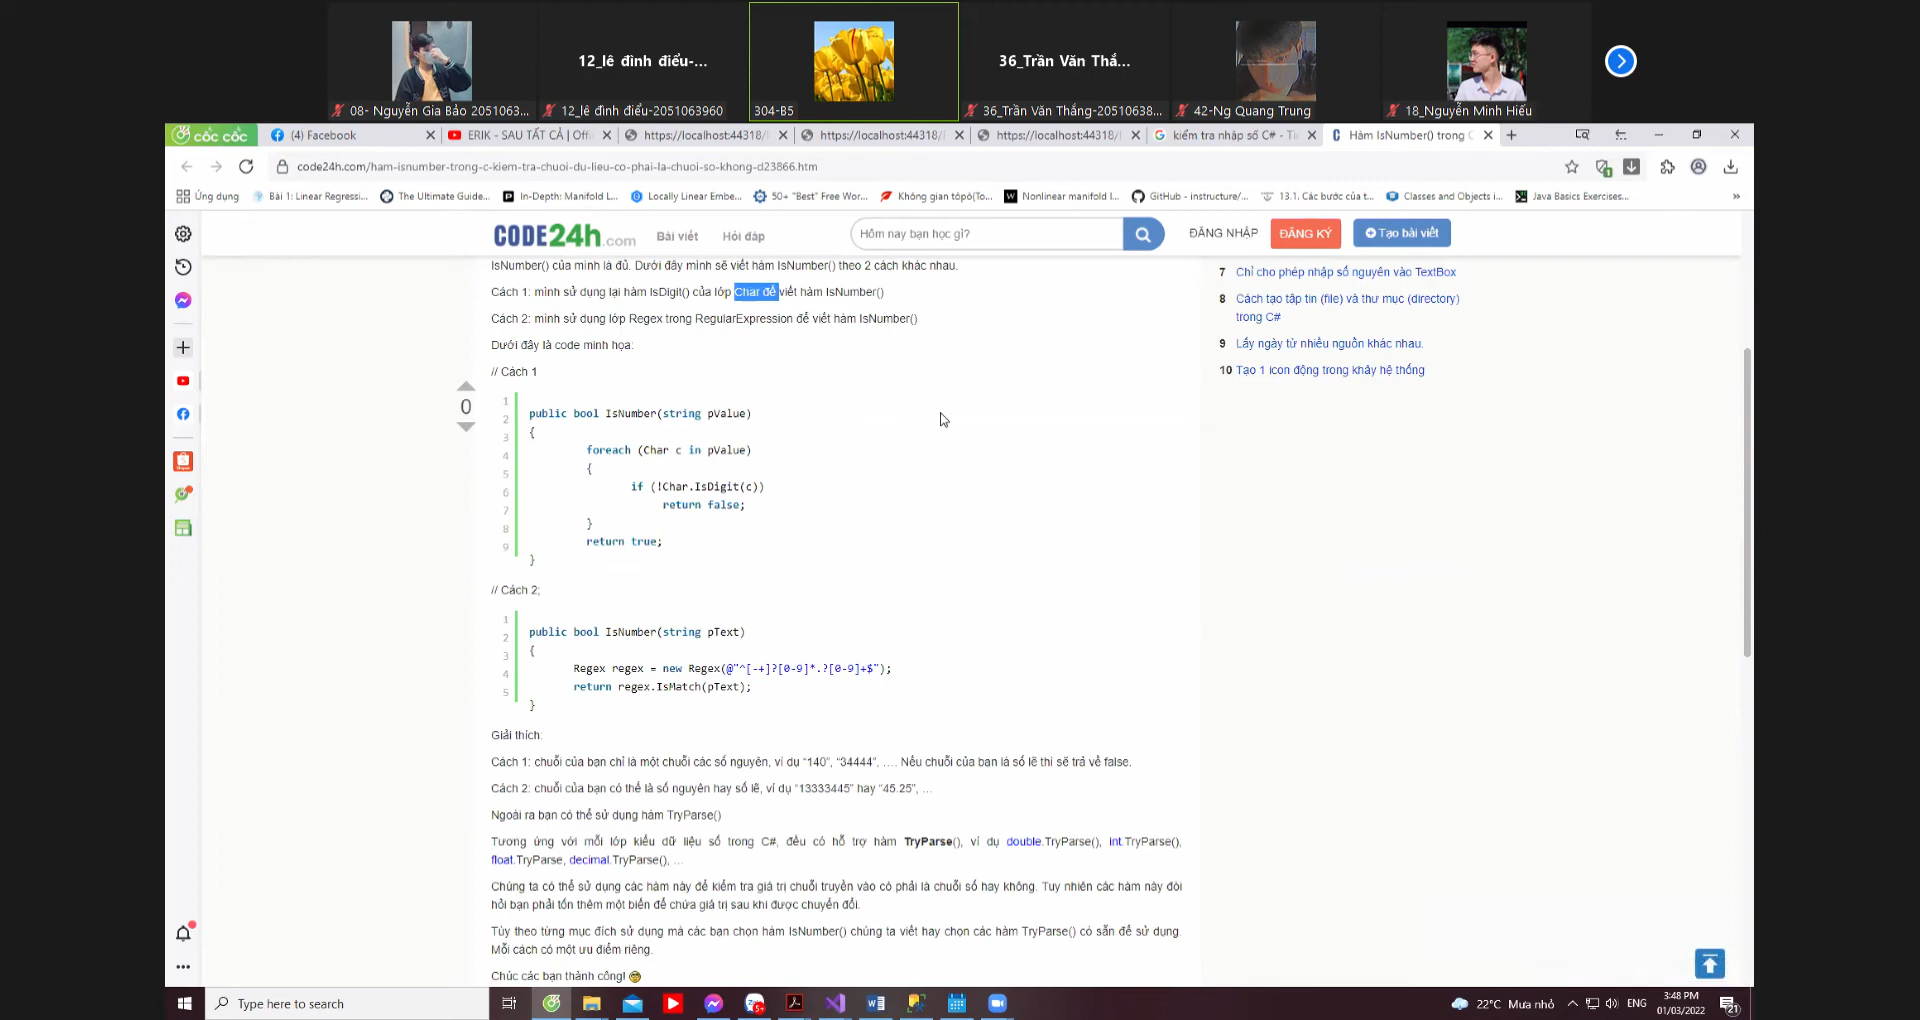 12_lê đình điểu-...
36_Trần Văn Thắ...
08- Nguyễn Gia Bảo 2051063...
12_lê đình điểu-2051063960
304-B5
36_Trần Văn Thắng-20510638...
42-Ng Quang Trung
18_Nguyễn Minh Hiếu
cốc cốc
(4) Facebook
ERIK - SAU TẤT CẢ | Offi
https://localhost:44318/
https://localhost:44318/
https://localhost:44318/
kiểm tra nhập số C# - Tì
Hàm IsNumber() trong C
code24h.com/ham-isnumber-trong-c-kiem-tra-chuoi-du-lieu-co-phai-la-chuoi-so-khong-d23866.htm
Ứng dụng
Bài 1: Linear Regressi...
The Ultimate Guide...
In-Depth: Manifold L...
Locally Linear Embe...
50+ "Best" Free Wor...
Không gian tôpô(To...
Nonlinear manifold l...
GitHub - instructure/...
13.1. Các bước của t...
Classes and Objects i...
Java Basics Exercises...
»
CODE24h.com
Bài viết
Hỏi đáp
Hôm nay bạn học gì?
ĐĂNG NHẬP
ĐĂNG KÝ
Tạo bài viết
IsNumber() của mình là đủ. Dưới đây mình sẽ viết hàm IsNumber() theo 2 cách khác nhau.
Cách 1: mình sử dụng lại hàm IsDigit() của lớp Char để viết hàm IsNumber()
Cách 2: mình sử dụng lớp Regex trong RegularExpression để viết hàm IsNumber()
Dưới đây là code minh họa:
// Cách 1
0
1
2 public bool IsNumber(string pValue)
3 {
4 foreach (Char c in pValue)
5 {
6 if (!Char.IsDigit(c))
7 return false;
8 }
9 return true;
}
// Cách 2;
1
2 public bool IsNumber(string pText)
3 {
4 Regex regex = new Regex(@"^[-+]?[0-9]*.?[0-9]+$");
5 return regex.IsMatch(pText);
}
Giải thích:
Cách 1: chuỗi của bạn chỉ là một chuỗi các số nguyên, ví dụ "140", "34444", .... Nếu chuỗi của bạn là số lẽ thì sẽ trả về false.
Cách 2: chuỗi của bạn có thể là số nguyên hay số lẽ, ví dụ "13333445" hay "45.25", ...
Ngoài ra bạn có thể sử dụng hàm TryParse()
Tương ứng với mỗi lớp kiểu dữ liệu số trong C#, đều có hỗ trợ hàm TryParse(), ví dụ double.TryParse(), int.TryParse(),
float.TryParse, decimal.TryParse(), ...
Chúng ta có thể sử dụng các hàm này để kiểm tra giá trị chuỗi truyền vào có phải là chuỗi số hay không. Tuy nhiên các hàm này đòi
hỏi bạn phải tốn thêm một biến để chứa giá trị sau khi được chuyển đổi.
Tùy theo từng mục đích sử dụng mà các bạn chọn hàm IsNumber() chúng ta viết hay chọn các hàm TryParse() có sẵn để sử dụng.
Mỗi cách có một ưu điểm riêng.
Chúc các bạn thành công!
7 Chỉ cho phép nhập số nguyên vào TextBox
8 Cách tạo tập tin (file) và thư mục (directory)
trong C#
9 Lấy ngày từ nhiều nguồn khác nhau.
10 Tạo 1 icon động trong khây hệ thống
Type here to search
22°C Mưa nhỏ
ENG
3:48 PM
01/03/2022
21